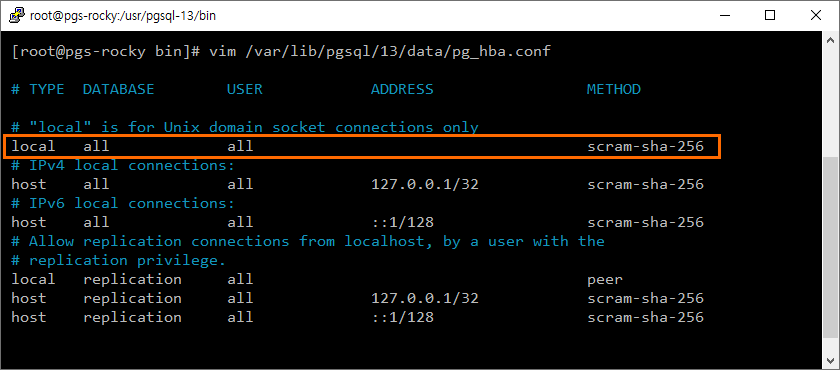 root@pgs-rocky:/usr/pgsql-13/bin
[root@pgs-rocky bin]# vim /var/lib/pgsql/13/data/pg_hba.conf
# TYPE  DATABASE        USER            ADDRESS                 METHOD
# "local" is for Unix domain socket connections only
local   all             all                                     scram-sha-256
# IPv4 local connections:
host    all             all             127.0.0.1/32            scram-sha-256
# IPv6 local connections:
host    all             all             ::1/128                 scram-sha-256
# Allow replication connections from localhost, by a user with the
# replication privilege.
local   replication     all                                     peer
host    replication     all             127.0.0.1/32            scram-sha-256
host    replication     all             ::1/128                 scram-sha-256